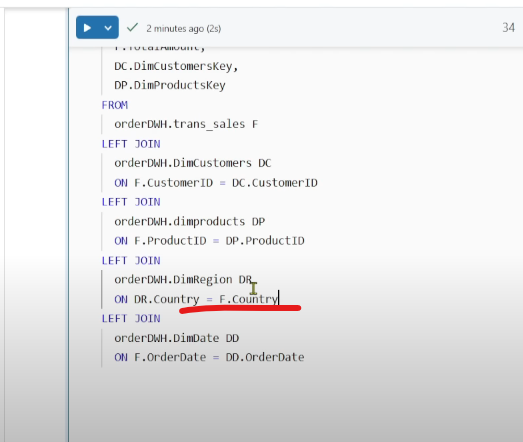 2 minutes ago (2s)
34
F.TotalAmount,
DC.DimCustomersKey,
DP.DimProductsKey
FROM
orderDWH.trans_sales F
LEFT JOIN
orderDWH.DimCustomers DC
ON F.CustomerID = DC.CustomerID
LEFT JOIN
orderDWH.dimproducts DP
ON F.ProductID = DP.ProductID
LEFT JOIN
orderDWH.DimRegion DR
ON DR.Country = F.Country
LEFT JOIN
orderDWH.DimDate DD
ON F.OrderDate = DD.OrderDate